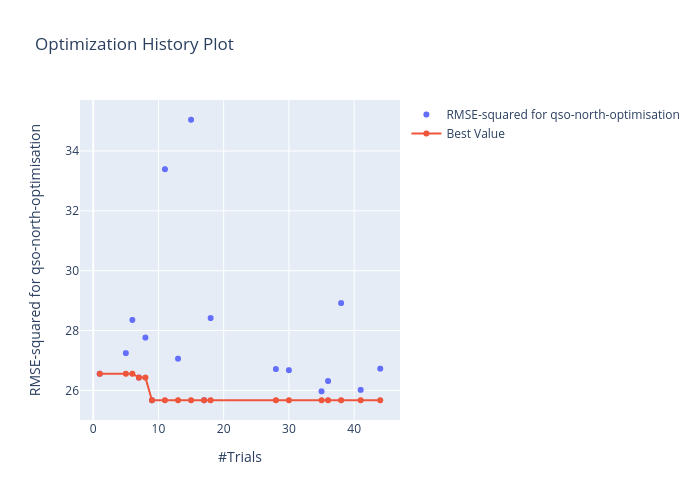 Optimization History Plot
RMSE-squared for qso-north-optimisation
Best Value
RMSE-squared for qso-north-optimisation
34
32
30
28
26
0 10 20 30 40
#Trials